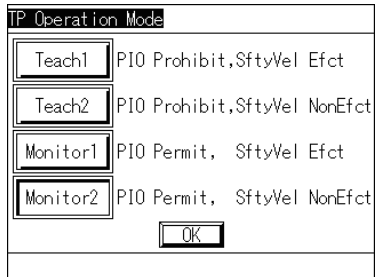 TP Operation Mode
Teach1 PIO Prohibit,SftyVel Efct
Teach2 PIO Prohibit,SftyVel NonEfct
Monitor1 PIO Permit, SftyVel Efct
Monitor2 PIO Permit, SftyVel NonEfct
OK